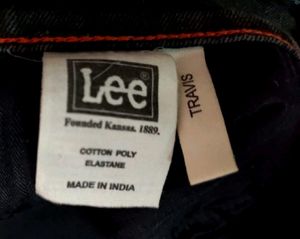 Lee
®
Founded Kansas. 1889.
COTTON POLY
ELASTANE
MADE IN INDIA
TRAVIS